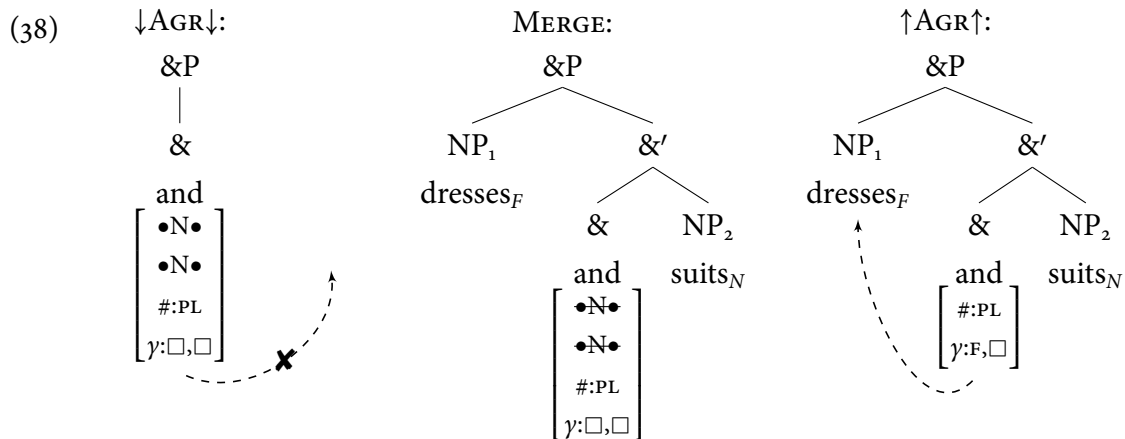 (38) ↓AGR↓: MERGE: ↑AGR↑:
&P &P &P
& NP₁ &′ NP₁ &′
and dresses_F & NP₂ dresses_F & NP₂
•N• and suits_N and suits_N
•N• •N• #:PL
#:PL •N• γ:F,□
γ:□,□ #:PL
✘ γ:□,□